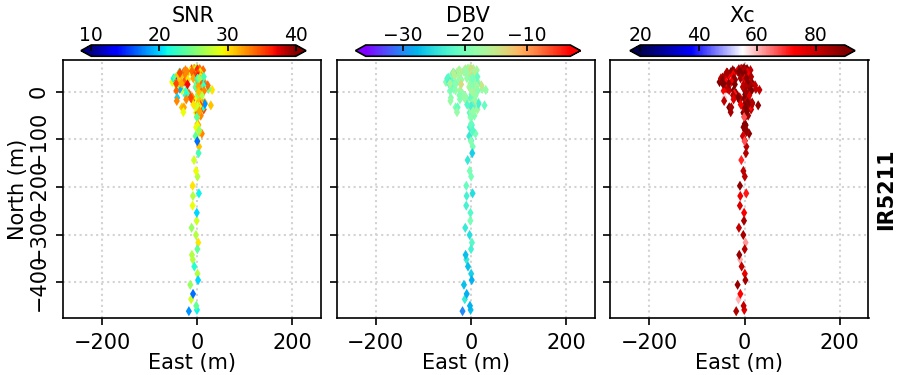 SNR DBV Xc
10 20 30 40 −30 −20 −10 20 40 60 80
North (m)
0
−100
−200
−300
−400
−200 0 200 −200 0 200 −200 0 200
East (m) East (m) East (m)
IR5211